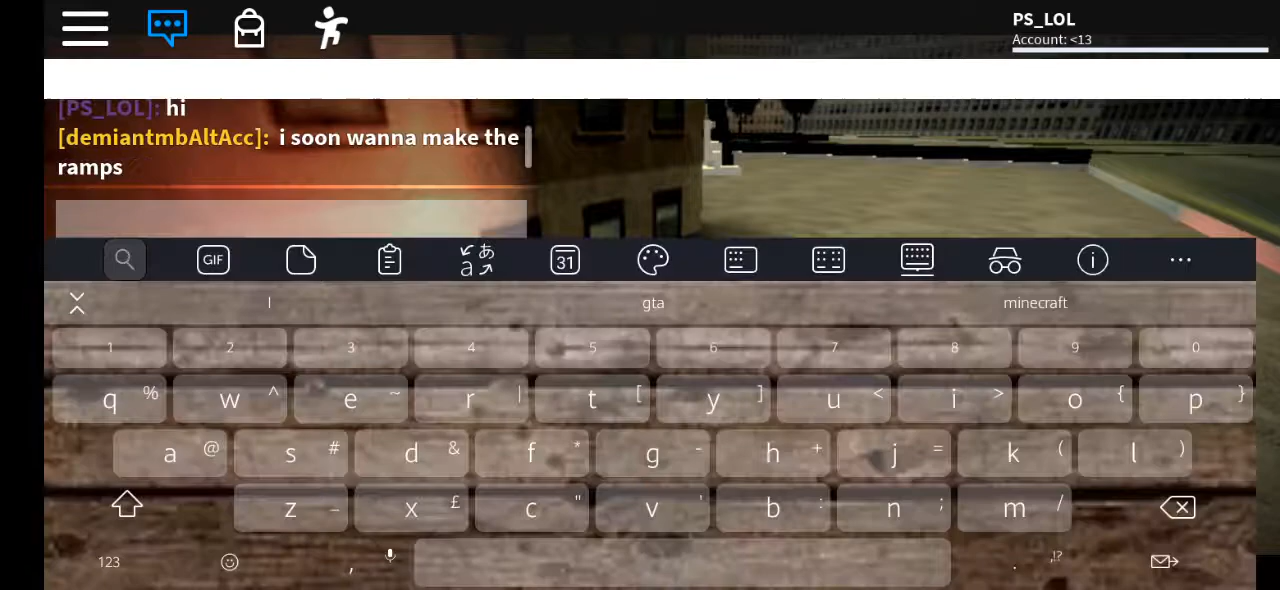 PS_LOL
Account: <13
[PS_LOL]: hi
[demiantmbAltAcc]: i soon wanna make the
ramps
GIF
a あ
31
i
l gta minecraft
1 2 3 4 5 6 7 8 9 0
q % w ^ e ~ r | t [ y ] u < i > o { p }
a @ s # d & f * g - h + j = k ( l )
z _ x £ c " v ' b : n ; m /
123 , . ,!?